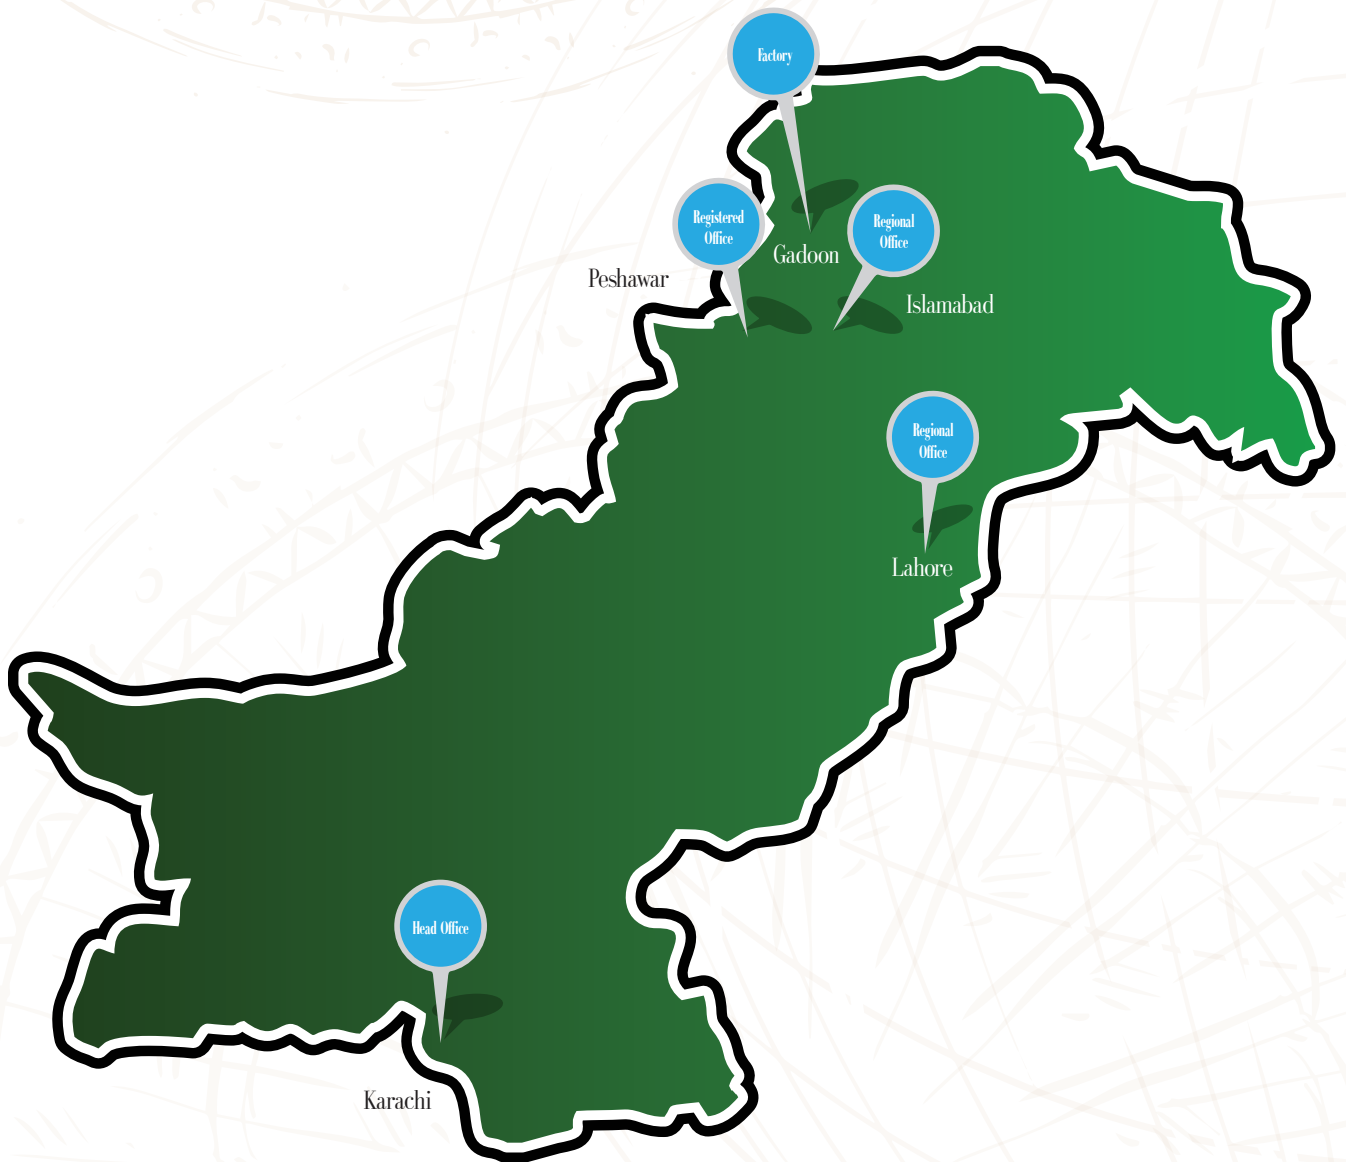 Factory
Registered
Office
Regional
Office
Gadoon
Peshawar
Islamabad
Regional
Office
Lahore
Head Office
Karachi